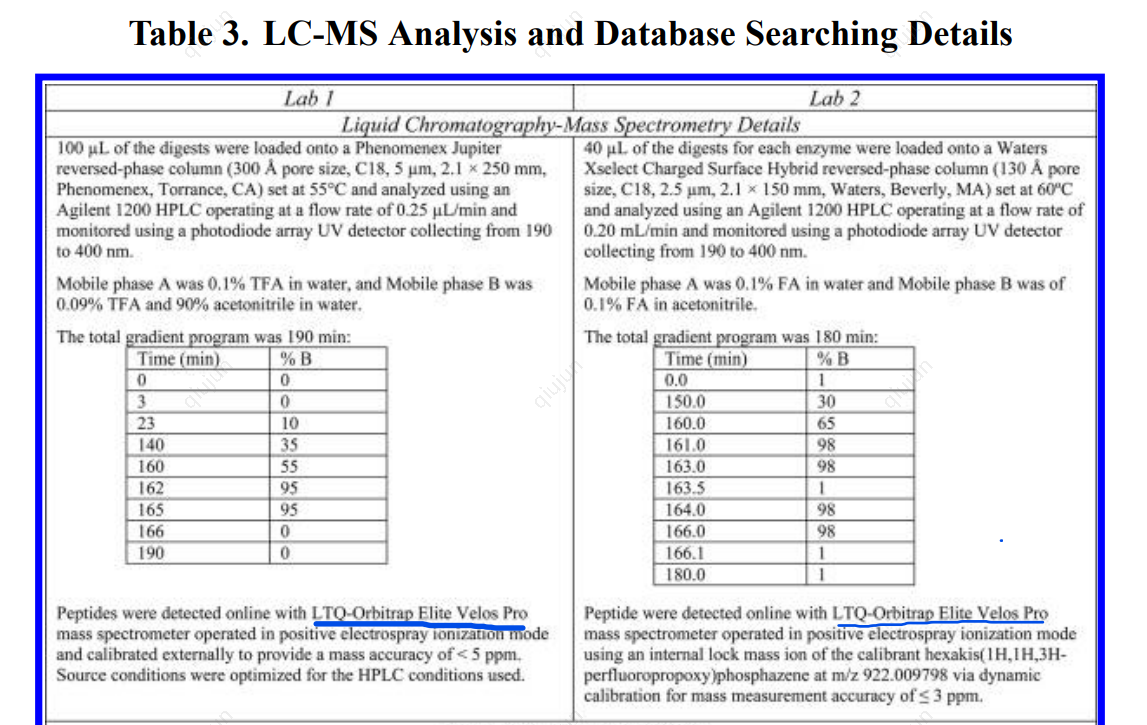 Table 3. LC-MS Analysis and Database Searching Details
Lab 1
Lab 2
Liquid Chromatography-Mass Spectrometry Details
100 μL of the digests were loaded onto a Phenomenex Jupiter
reversed-phase column (300 Å pore size, C18, 5 μm, 2.1 × 250 mm,
Phenomenex, Torrance, CA) set at 55°C and analyzed using an
Agilent 1200 HPLC operating at a flow rate of 0.25 μL/min and
monitored using a photodiode array UV detector collecting from 190
to 400 nm.
Mobile phase A was 0.1% TFA in water, and Mobile phase B was
0.09% TFA and 90% acetonitrile in water.
The total gradient program was 190 min:
Time (min) % B
0 0
3 0
23 10
140 35
160 55
162 95
165 95
166 0
190 0
Peptides were detected online with LTQ-Orbitrap Elite Velos Pro
mass spectrometer operated in positive electrospray ionization mode
and calibrated externally to provide a mass accuracy of < 5 ppm.
Source conditions were optimized for the HPLC conditions used.
40 μL of the digests for each enzyme were loaded onto a Waters
Xselect Charged Surface Hybrid reversed-phase column (130 Å pore
size, C18, 2.5 μm, 2.1 × 150 mm, Waters, Beverly, MA) set at 60°C
and analyzed using an Agilent 1200 HPLC operating at a flow rate of
0.20 mL/min and monitored using a photodiode array UV detector
collecting from 190 to 400 nm.
Mobile phase A was 0.1% FA in water and Mobile phase B was of
0.1% FA in acetonitrile.
The total gradient program was 180 min:
Time (min) % B
0.0 1
150.0 30
160.0 65
161.0 98
163.0 98
163.5 1
164.0 98
166.0 98
166.1 1
180.0 1
Peptide were detected online with LTQ-Orbitrap Elite Velos Pro
mass spectrometer operated in positive electrospray ionization mode
using an internal lock mass ion of the calibrant hexakis(1H,1H,3H-
perfluoropropoxy)phosphazene at m/z 922.009798 via dynamic
calibration for mass measurement accuracy of ≤ 3 ppm.
qiujun
qiujun
qiujun